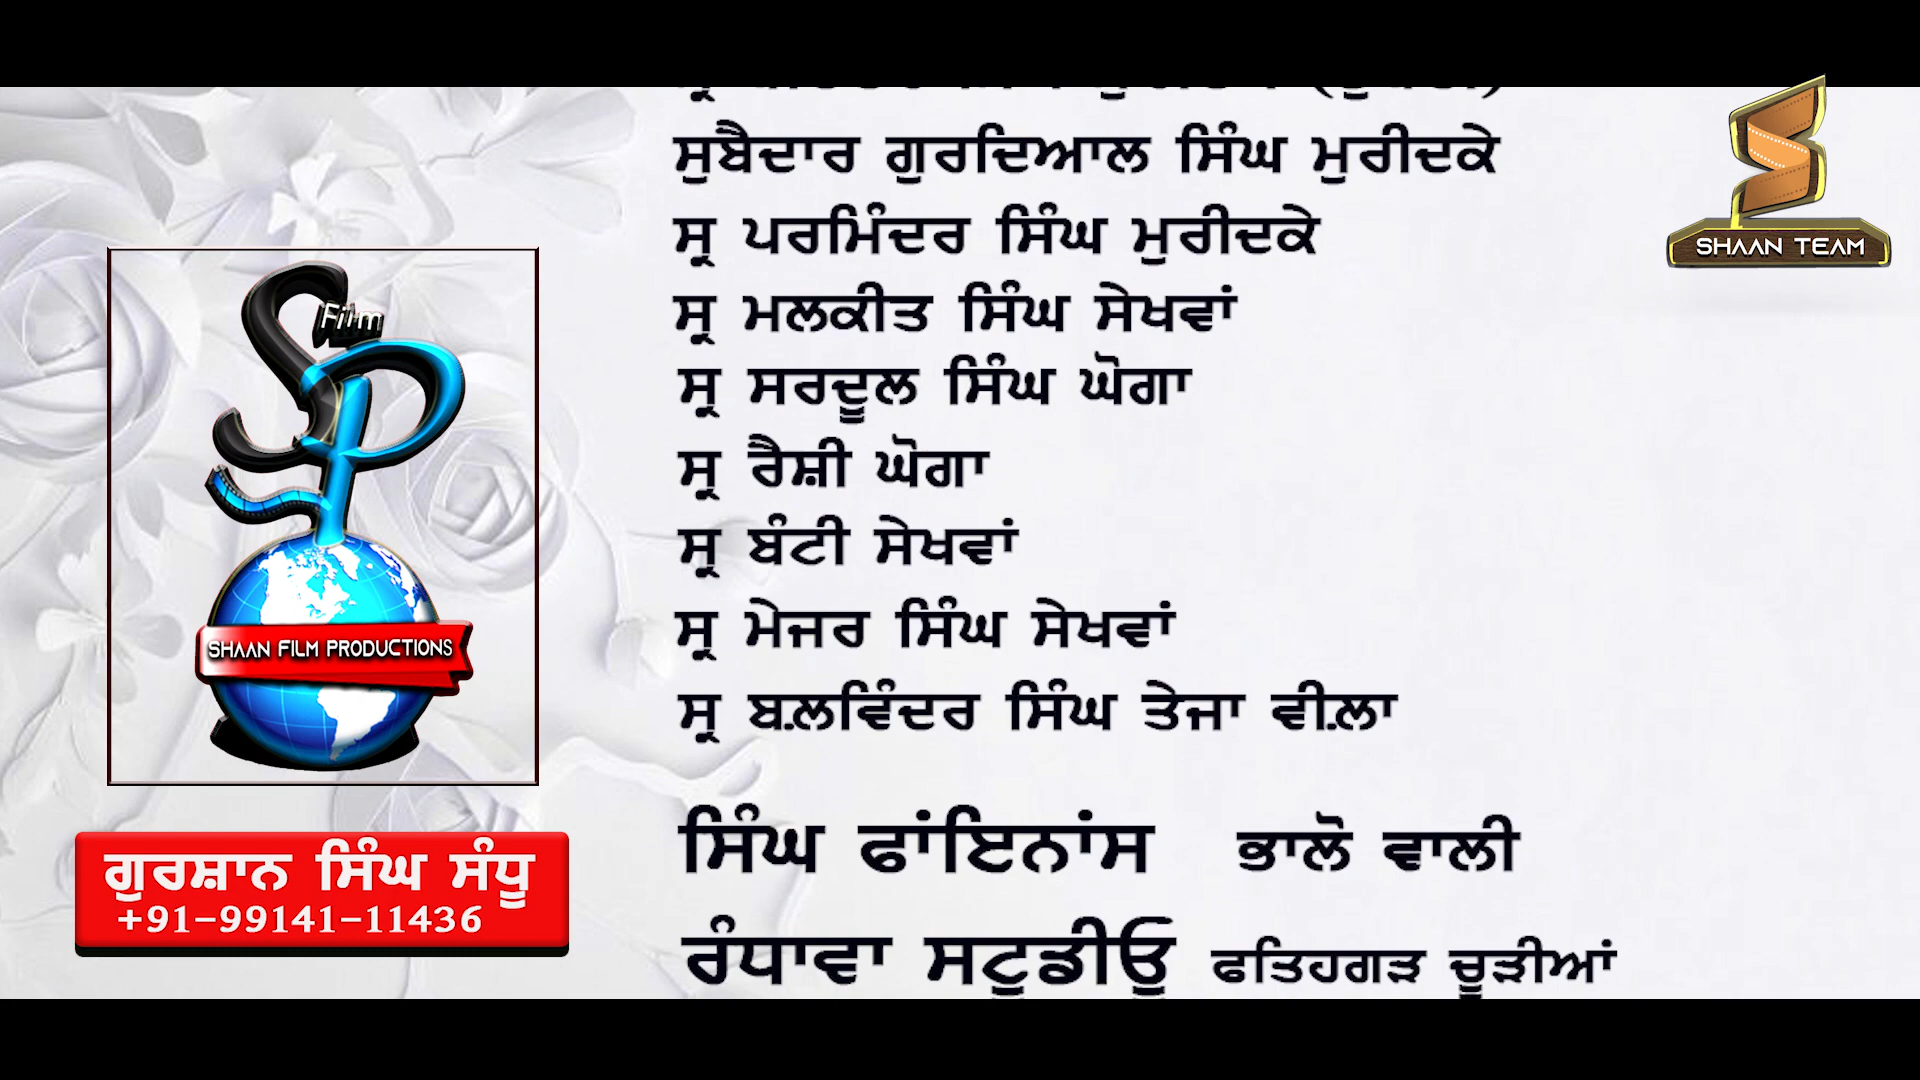 ਸੁਬੈਦਾਰ ਗੁਰਦਿਆਲ ਸਿੰਘ ਮੁਰੀਦਕੇ
ਸ੍ਰ ਪਰਮਿੰਦਰ ਸਿੰਘ ਮੁਰੀਦਕੇ
ਸ੍ਰ ਮਲਕੀਤ ਸਿੰਘ ਸੇਖਵਾਂ
ਸ੍ਰ ਸਰਦੂਲ ਸਿੰਘ ਘੋਗਾ
ਸ੍ਰ ਰੈਸ਼ੀ ਘੋਗਾ
ਸ੍ਰ ਬੰਟੀ ਸੇਖਵਾਂ
ਸ੍ਰ ਮੇਜਰ ਸਿੰਘ ਸੇਖਵਾਂ
ਸ੍ਰ ਬਲ਼ਵਿੰਦਰ ਸਿੰਘ ਤੇਜਾ ਵੀਲ਼ਾ
ਸਿੰਘ ਫਾਂਇਨਾਂਸ ਭਾਲੋ ਵਾਲੀ
ਰੰਧਾਵਾ ਸਟੁਡੀਓ ਫਤਿਹਗੜ ਚੂੜੀਆਂ
Film
SP
SHAAN FILM PRODUCTIONS
ਗੁਰਸ਼ਾਨ ਸਿੰਘ ਸੰਧੂ
+91-99141-11436
SHAAN TEAM